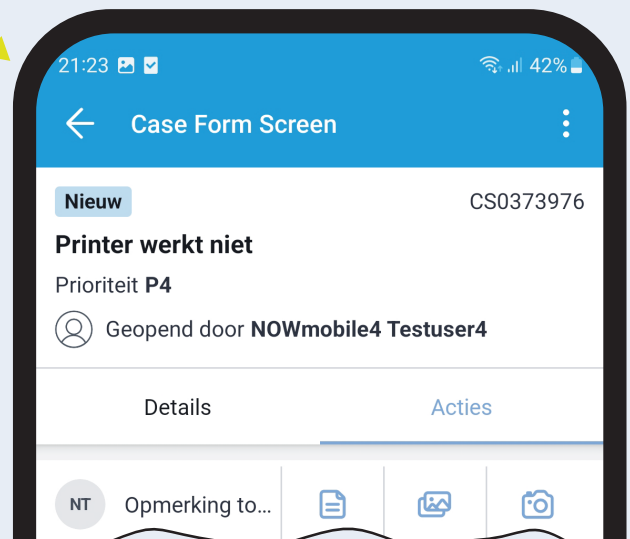 21:23 42%
Case Form Screen
Nieuw CS0373976
Printer werkt niet
Prioriteit P4
Geopend door NOWmobile4 Testuser4
Details Acties
NT Opmerking to...